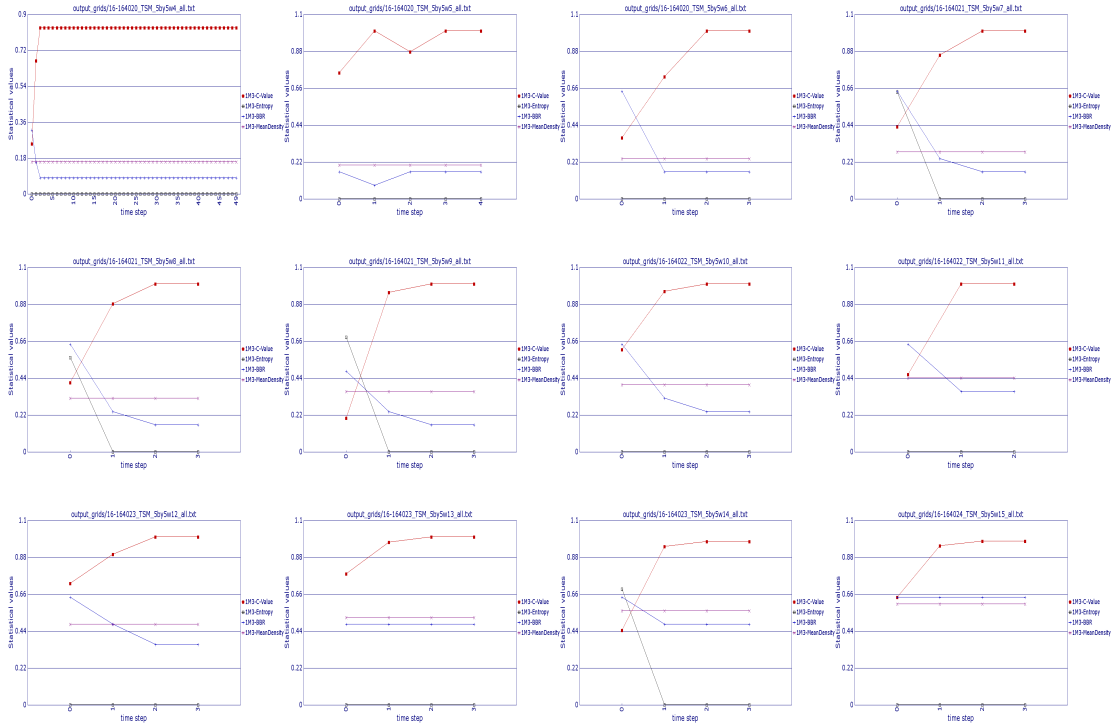 output_grids/16-164020_TSM_5by5w4_all.txt
0.9
0.72
0.54
0.36
0.18
0
Statistical values
0 5 10 15 20 25 30 35 40 45 49
time step
1M3-C-Value
1M3-Entropy
1M3-BBR
1M3-MeanDensity
output_grids/16-164020_TSM_5by5w5_all.txt
1.1
0.88
0.66
0.44
0.22
0
Statistical values
0 1 2 3 4
time step
1M3-C-Value
1M3-Entropy
1M3-BBR
1M3-MeanDensity
output_grids/16-164020_TSM_5by5w6_all.txt
1.1
0.88
0.66
0.44
0.22
0
Statistical values
0 1 2 3
time step
1M3-C-Value
1M3-Entropy
1M3-BBR
1M3-MeanDensity
output_grids/16-164021_TSM_5by5w7_all.txt
1.1
0.88
0.66
0.44
0.22
0
Statistical values
0 1 2 3
time step
1M3-C-Value
1M3-Entropy
1M3-BBR
1M3-MeanDensity
output_grids/16-164021_TSM_5by5w8_all.txt
1.1
0.88
0.66
0.44
0.22
0
Statistical values
0 1 2 3
time step
1M3-C-Value
1M3-Entropy
1M3-BBR
1M3-MeanDensity
output_grids/16-164021_TSM_5by5w9_all.txt
1.1
0.88
0.66
0.44
0.22
0
Statistical values
0 1 2 3
time step
1M3-C-Value
1M3-Entropy
1M3-BBR
1M3-MeanDensity
output_grids/16-164022_TSM_5by5w10_all.txt
1.1
0.88
0.66
0.44
0.22
0
Statistical values
0 1 2 3
time step
1M3-C-Value
1M3-Entropy
1M3-BBR
1M3-MeanDensity
output_grids/16-164022_TSM_5by5w11_all.txt
1.1
0.88
0.66
0.44
0.22
0
Statistical values
0 1 2
time step
1M3-C-Value
1M3-Entropy
1M3-BBR
1M3-MeanDensity
output_grids/16-164023_TSM_5by5w12_all.txt
1.1
0.88
0.66
0.44
0.22
0
Statistical values
0 1 2 3
time step
1M3-C-Value
1M3-Entropy
1M3-BBR
1M3-MeanDensity
output_grids/16-164023_TSM_5by5w13_all.txt
1.1
0.88
0.66
0.44
0.22
0
Statistical values
0 1 2 3
time step
1M3-C-Value
1M3-Entropy
1M3-BBR
1M3-MeanDensity
output_grids/16-164023_TSM_5by5w14_all.txt
1.1
0.88
0.66
0.44
0.22
0
Statistical values
0 1 2 3
time step
1M3-C-Value
1M3-Entropy
1M3-BBR
1M3-MeanDensity
output_grids/16-164024_TSM_5by5w15_all.txt
1.1
0.88
0.66
0.44
0.22
0
Statistical values
0 1 2 3
time step
1M3-C-Value
1M3-Entropy
1M3-BBR
1M3-MeanDensity